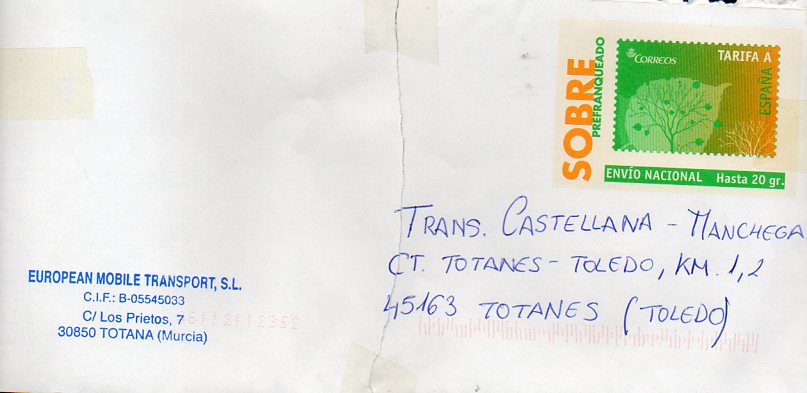 SOBRE
PREFRANQUEADO
CORREOS
TARIFA A
ESPAÑA
ENVÍO NACIONAL Hasta 20 gr.
TRANS. CASTELLANA - MANCHEGA
CT. TOTANES - TOLEDO, KM. 1,2
45163 TOTANES (TOLEDO)
EUROPEAN MOBILE TRANSPORT, S.L.
C.I.F.: B-05545033
C/ Los Prietos, 7
30850 TOTANA (Murcia)